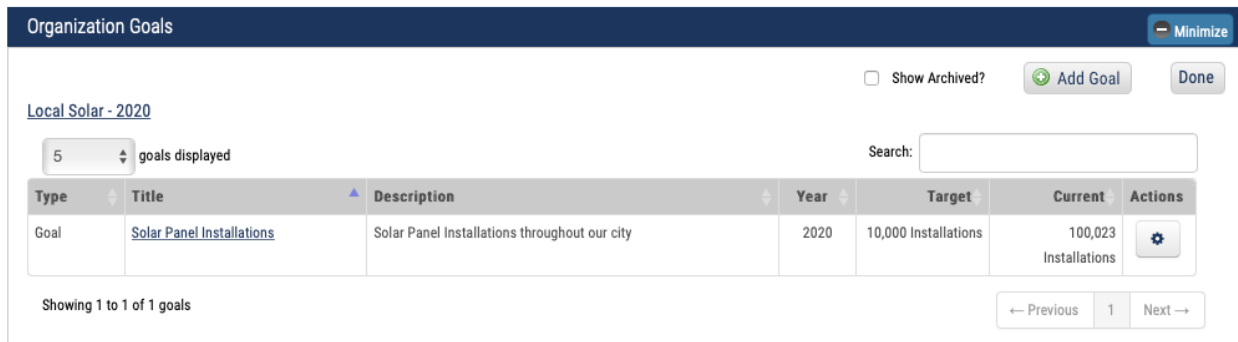 Organization Goals
Minimize
Show Archived?
Add Goal
Done
Local Solar - 2020
5 goals displayed
Search:
Type Title Description Year Target Current Actions
Goal Solar Panel Installations Solar Panel Installations throughout our city 2020 10,000 Installations 100,023
Installations
Showing 1 to 1 of 1 goals
← Previous 1 Next →